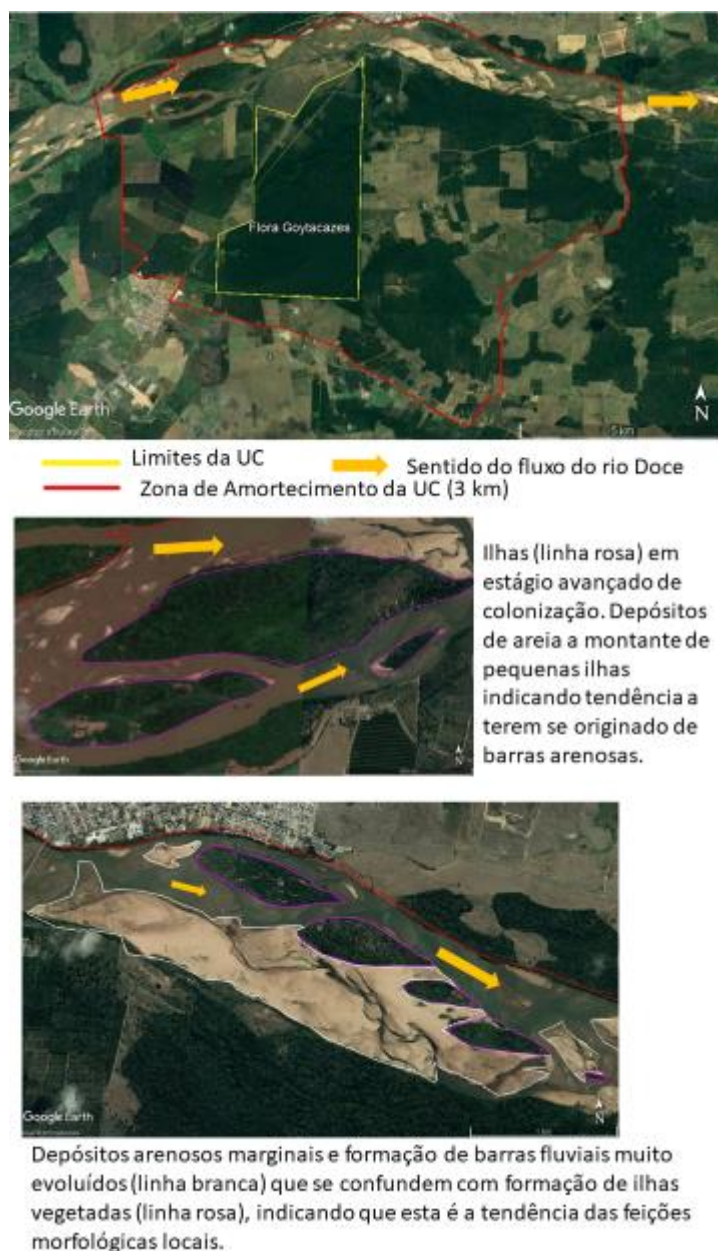 Flora Goytacazes
Google Earth
N
5 km
Limites da UC
Sentido do fluxo do rio Doce
Zona de Amortecimento da UC (3 km)
Ilhas (linha rosa) em
estágio avançado de
colonização. Depósitos
de areia a montante de
pequenas ilhas
indicando tendência a
terem se originado de
barras arenosas.
Google Earth
N
Google Earth
N
Depósitos arenosos marginais e formação de barras fluviais muito
evoluídos (linha branca) que se confundem com formação de ilhas
vegetadas (linha rosa), indicando que esta é a tendência das feições
morfológicas locais.